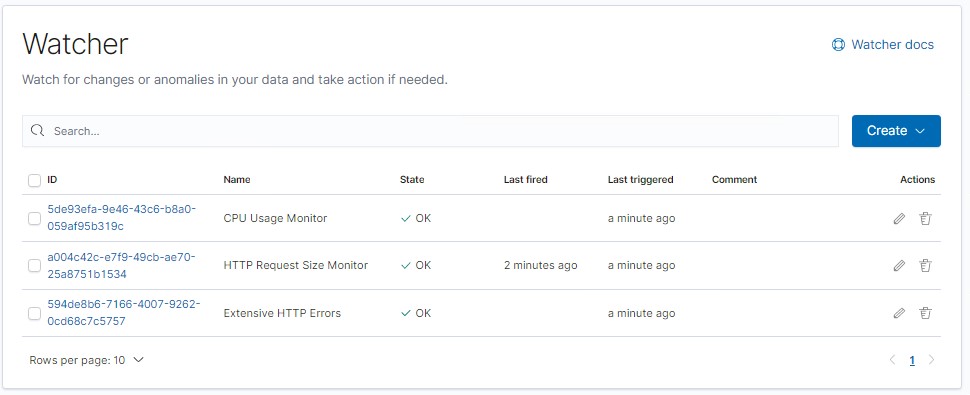 Watcher
Watcher docs
Watch for changes or anomalies in your data and take action if needed.
Search...
Create
ID Name State Last fired Last triggered Comment Actions
5de93efa-9e46-43c6-b8a0-
059af95b319c
CPU Usage Monitor OK a minute ago
a004c42c-e7f9-49cb-ae70-
25a8751b1534
HTTP Request Size Monitor OK 2 minutes ago a minute ago
594de8b6-7166-4007-9262-
0cd68c7c5757
Extensive HTTP Errors OK a minute ago
Rows per page: 10
1